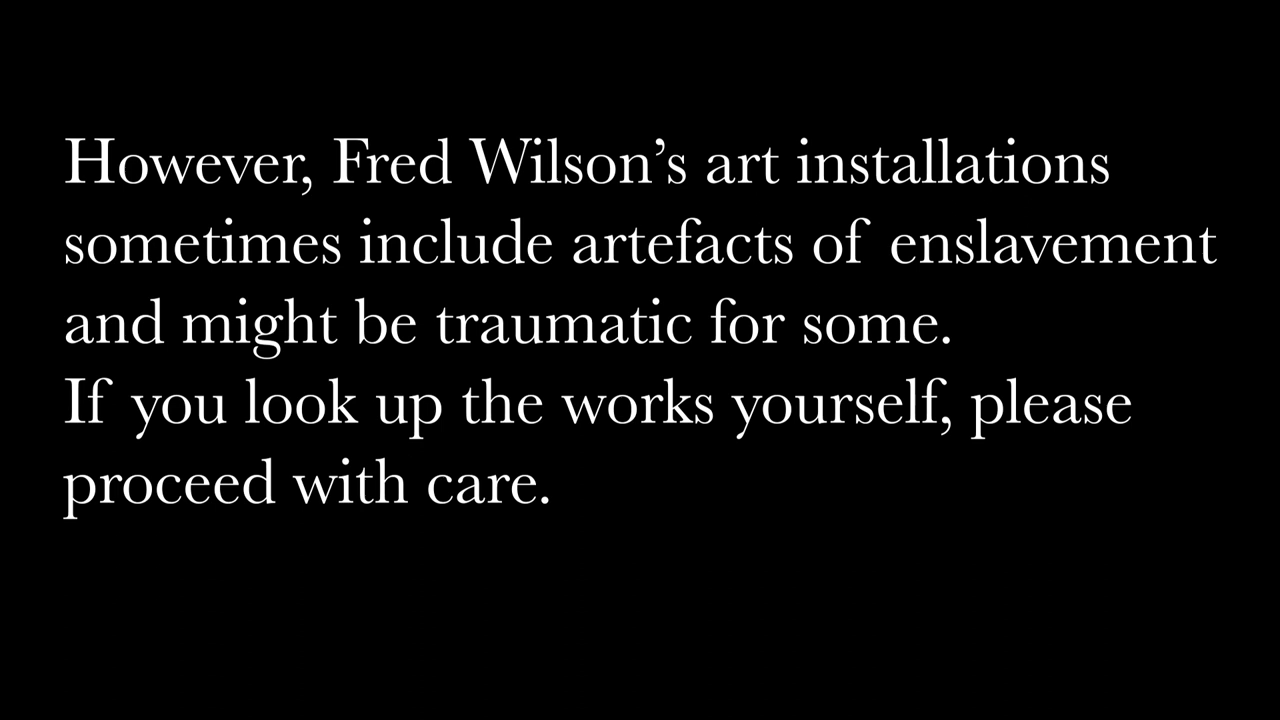 However, Fred Wilson’s art installations
sometimes include artefacts of enslavement
and might be traumatic for some.
If you look up the works yourself, please
proceed with care.